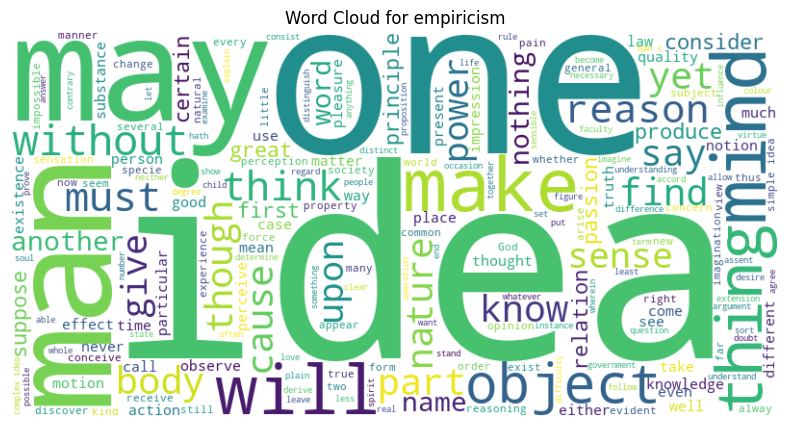 Word Cloud for empiricism
may
one
idea
man
will
make
object
mind
thing
think
must
without
reason
say
yet
find
sense
know
nature
upon
though
cause
give
body
part
name
power
word
nothing
principle
consider
produce
passion
relation
another
suppose
existence
substance
certain
great
first
person
use
matter
perception
society
property
way
case
good
specie
seem
now
sensation
several
change
manner
every
consist
explain
natural
hath
examine
impossible
answer
contrary
let
little
distinguish
pleasure
anything
present
life
impression
proposition
rule
pain
law
general
become
necessary
quality
subject
influence
colour
much
notion
virtue
faculty
sensible
distinct
whether
occasion
world
together
imagine
understanding
truth
accord
difference
concern
allow
thus
simple idea
imagination
view
assent
desire
extension
argument
agree
different
sort
doubt
far
understand
alway
knowledge
take
even
well
either
evident
reasoning
exist
order
form
true
two
less
real
spirit
plain
derive
leave
love
receive
action
still
call
observe
never
conceive
motion
discover
kind
complex idea
possible
whole
able
effect
time
particular
number
state
often
experience
perceive
force
determine
mean
degree
child
neither
show
regard
people
prove
soul
something
clear
many
appear
common
end
operation
want
stand
opinion
instance
whatever
God
thought
place
figure
set
put
arise
wherein
term
new
least
right
come
see
question
government
follow
difficulty